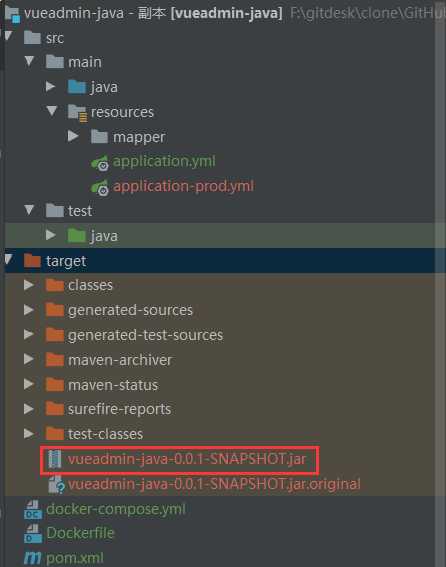 vueadmin-java - 副本 [vueadmin-java] F:\gitdesk\clone\GitHu
src
main
java
resources
mapper
application.yml
application-prod.yml
test
java
target
classes
generated-sources
generated-test-sources
maven-archiver
maven-status
surefire-reports
test-classes
vueadmin-java-0.0.1-SNAPSHOT.jar
vueadmin-java-0.0.1-SNAPSHOT.jar.original
docker-compose.yml
Dockerfile
pom.xml